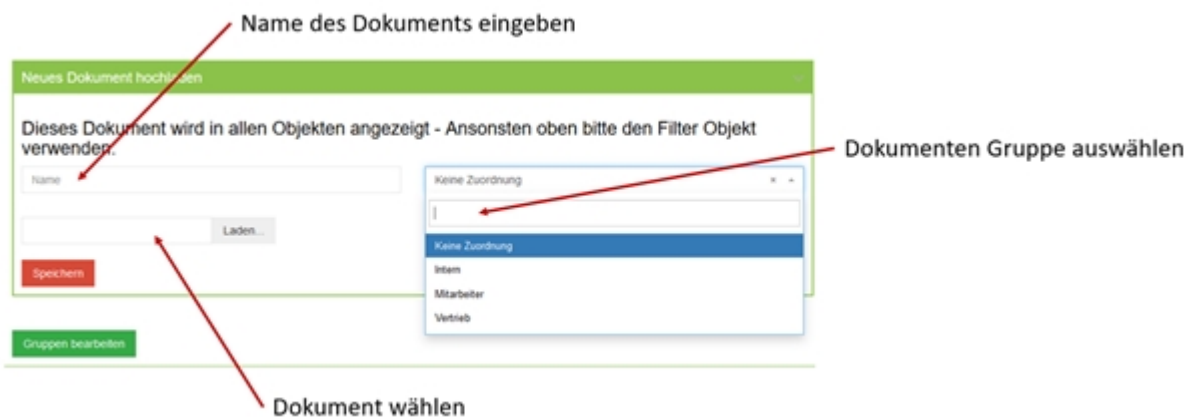 Name des Dokuments eingeben
Neues Dokument hochladen
Dieses Dokument wird in allen Objekten angezeigt - Ansonsten oben bitte den Filter Objekt
verwenden.
Dokumenten Gruppe auswählen
Name
Keine Zuordnung
Laden...
Keine Zuordnung
Speichern
Intern
Mitarbeiter
Vertrieb
Gruppen bearbeiten
Dokument wählen